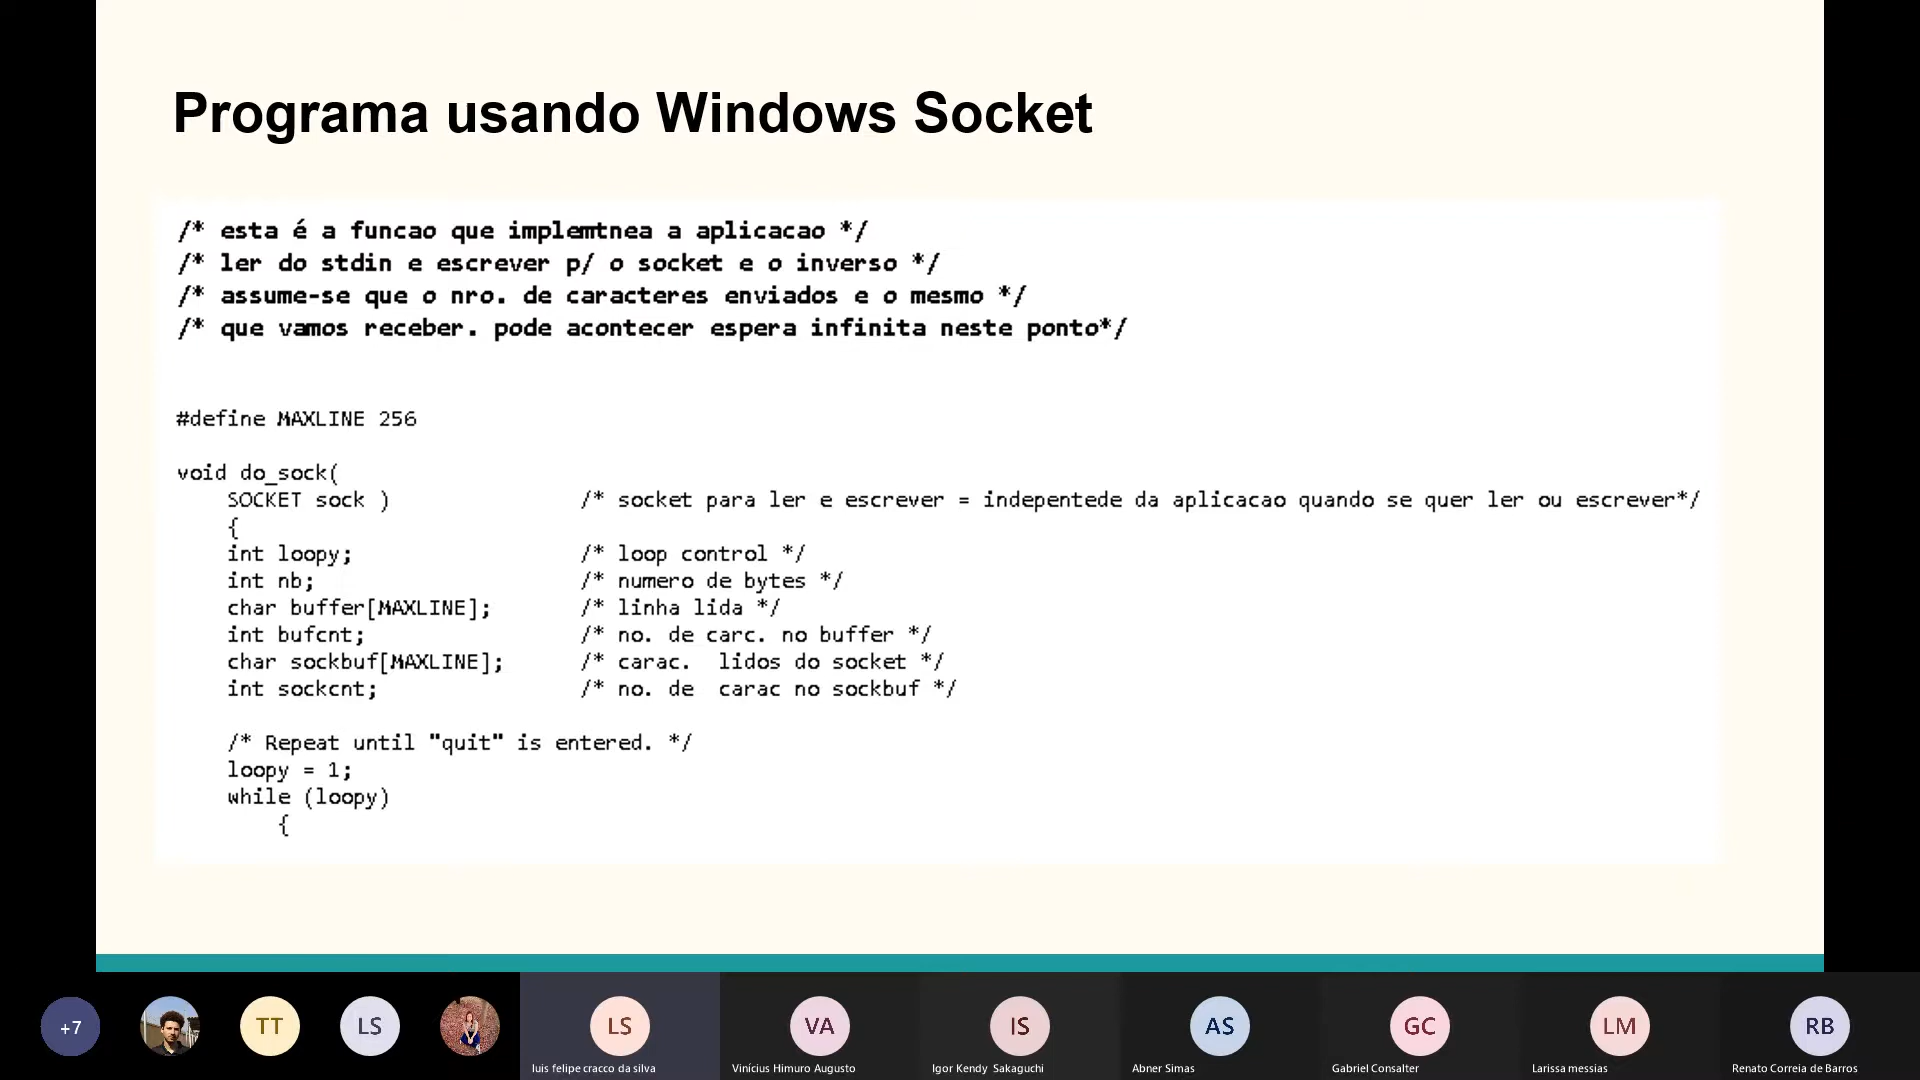 Programa usando Windows Socket
/* esta é a funcao que implemtnea a aplicacao */
/* ler do stdin e escrever p/ o socket e o inverso */
/* assume-se que o nro. de caracteres enviados e o mesmo */
/* que vamos receber. pode acontecer espera infinita neste ponto*/
#define MAXLINE 256
void do_sock(
SOCKET sock ) /* socket para ler e escrever = indepentede da aplicacao quando se quer ler ou escrever*/
{
int loopy; /* loop control */
int nb; /* numero de bytes */
char buffer[MAXLINE]; /* linha lida */
int bufcnt; /* no. de carc. no buffer */
char sockbuf[MAXLINE]; /* carac. lidos do socket */
int sockcnt; /* no. de carac no sockbuf */
/* Repeat until "quit" is entered. */
loopy = 1;
while (loopy)
{
+7 TT LS LS VA IS AS GC LM RB
luis felipe cracco da silva Vinícius Himuro Augusto Igor Kendy Sakaguchi Abner Simas Gabriel Consalter Larissa messias Renato Correia de Barros